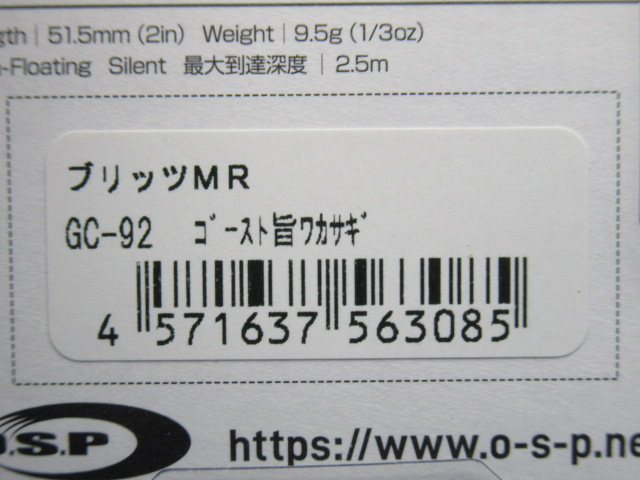 ngth | 51.5mm (2in) Weight | 9.5g (1/3oz)
-Floating Silent 最大到達深度 | 2.5m
ブリッツMR
GC-92 ゴースト旨ワカサギ
4 571637 563085
O.S.P https://www.o-s-p.ne